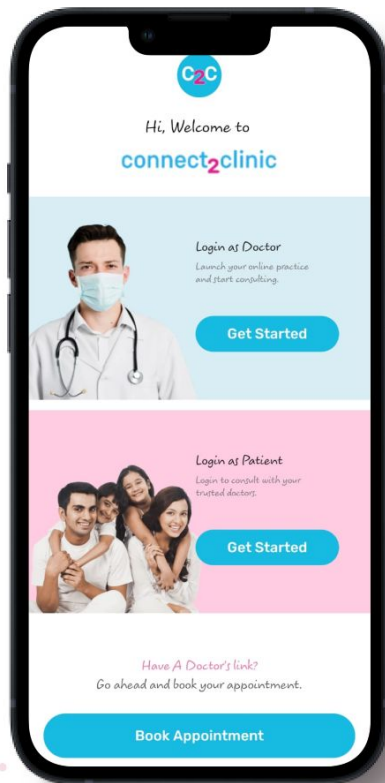 C2C
Hi, Welcome to
connect2clinic
Login as Doctor
Launch your online practice
and start consulting.
Get Started
Login as Patient
Login to consult with your
trusted doctors.
Get Started
Have A Doctor's link?
Go ahead and book your appointment.
Book Appointment